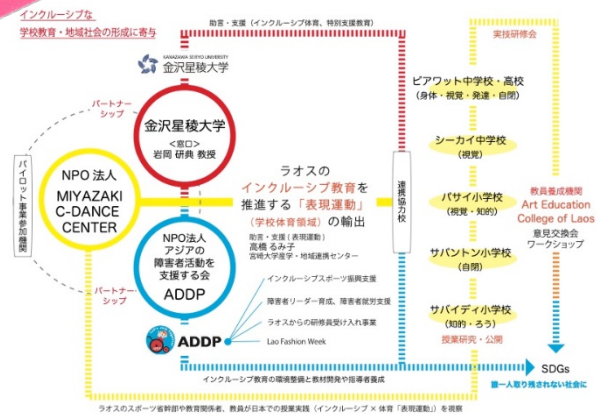 インクルーシブな
学校教育・地域社会の形成に寄与
助言・支援（インクルーシブ体育、特別支援教育）
KANAZAWA SEIRYO UNIVERSITY
金沢星稜大学
パートナー
シップ
金沢星稜大学
＜窓口＞
岩岡 研典 教授
パイロット事業参加機関
NPO 法人
MIYAZAKI
C-DANCE
CENTER
NPO法人
アジアの
障害者活動を
支援する会
ADDP
パートナー
シップ
ADDP
ラオスの
インクルーシブ教育を
推進する「表現運動」
（学校体育領域）の輸出
助言・支援（表現運動）
高橋 るみ子
宮崎大学産学・地域連携センター
インクルーシブスポーツ振興支援
障害者リーダー育成、障害者就労支援
ラオスからの研修員受け入れ事業
Lao Fashion Week
連携協力校
実技研修会
ピアワット中学校・高校
（身体・視覚・発達・自閉）
シーカイ中学校
（視覚）
パサイ小学校
（視覚・知的）
サパントン小学校
（自閉）
サバイディ小学校
（知的・ろう）
授業研究・公開
教員養成機関
Art Education
College of Laos
意見交換会
ワークショップ
SDGs
誰一人取り残されない社会に
インクルーシブ教育の環境整備と教材開発や指導者養成
ラオスのスポーツ省幹部や教育関係者、教員が日本での授業実践（インクルーシブ × 体育「表現運動」）を視察